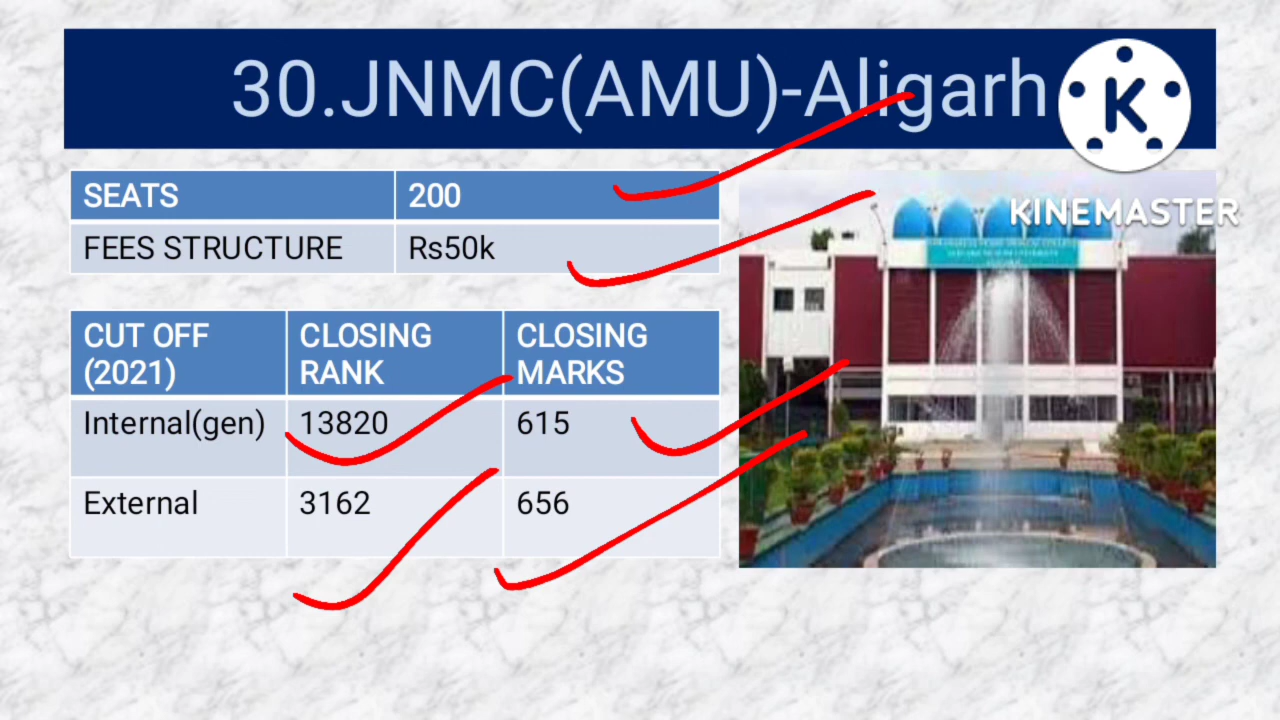 30.JNMC(AMU)-Aligarh
K
KINEMASTER
SEATS 200
FEES STRUCTURE Rs50k
CUT OFF (2021) CLOSING RANK CLOSING MARKS
Internal(gen) 13820 615
External 3162 656